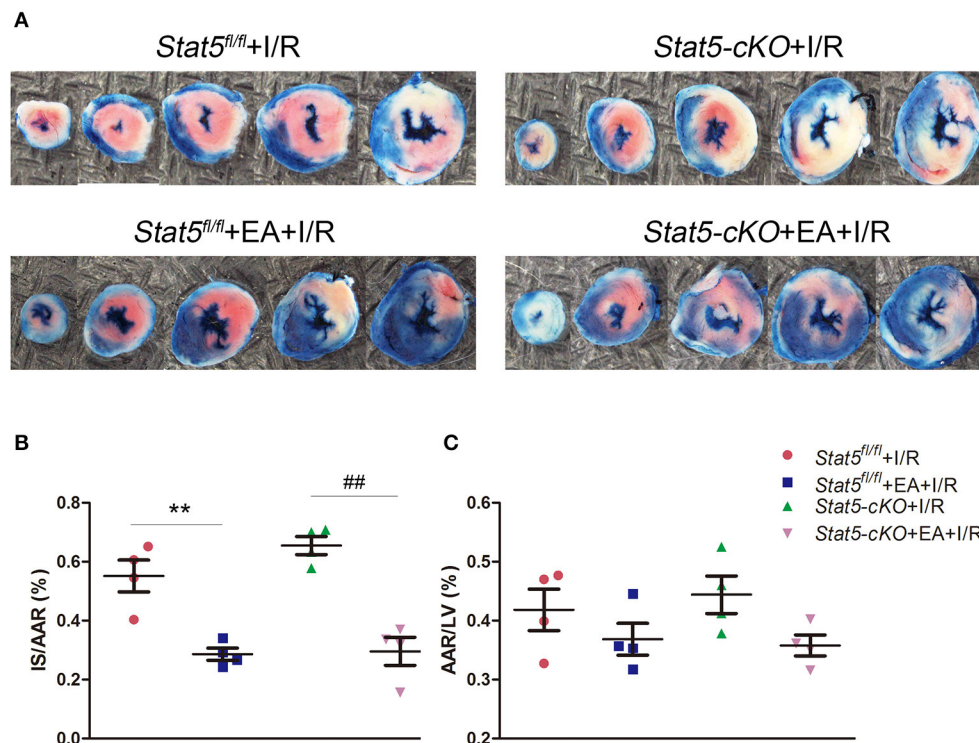 A
Stat5fl/fl+I/R
Stat5-cKO+I/R
Stat5fl/fl+EA+I/R
Stat5-cKO+EA+I/R
B
IS/AAR (%)
0.8
0.6
0.4
0.2
0.0
**
##
C
AAR/LV (%)
0.6
0.5
0.4
0.3
0.2
Stat5fl/fl+I/R
Stat5fl/fl+EA+I/R
Stat5-cKO+I/R
Stat5-cKO+EA+I/R